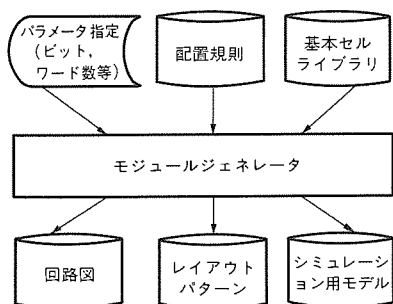 パラメータ指定
(ビット,
ワード数等)
配置規則
基本セル
ライブラリ
モジュールジェネレータ
回路図
レイアウト
パターン
シミュレーシ
ョン用モデル